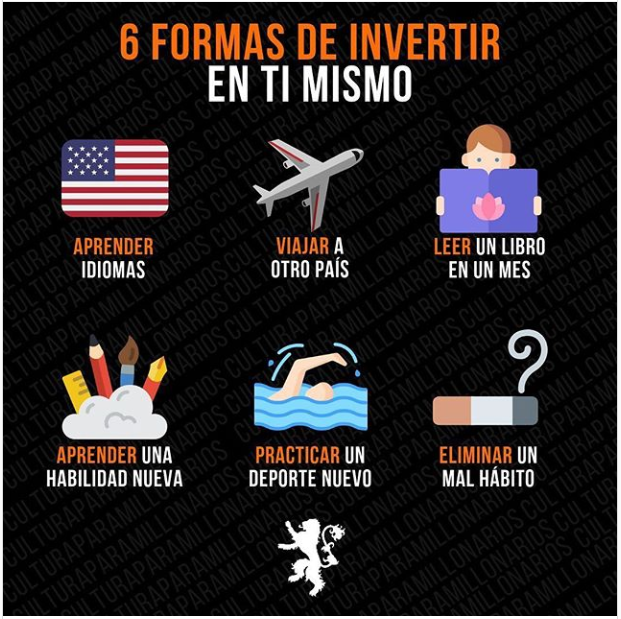 6 FORMAS DE INVERTIR
EN TI MISMO
APRENDER
IDIOMAS
VIAJAR A
OTRO PAÍS
LEER UN LIBRO
EN UN MES
APRENDER UNA
HABILIDAD NUEVA
PRACTICAR UN
DEPORTE NUEVO
ELIMINAR UN
MAL HÁBITO